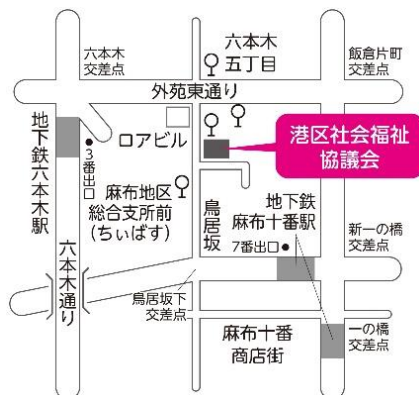 六本木
交差点
六本木
五丁目
飯倉片町
交差点
外苑東通り
ロアビル
港区社会福祉
協議会
地下鉄六本木駅
3番出口
麻布地区
総合支所前
(ちぃばす)
鳥居坂
地下鉄
麻布十番駅
7番出口
新一の橋
交差点
六本木通り
鳥居坂下
交差点
麻布十番
商店街
一の橋
交差点